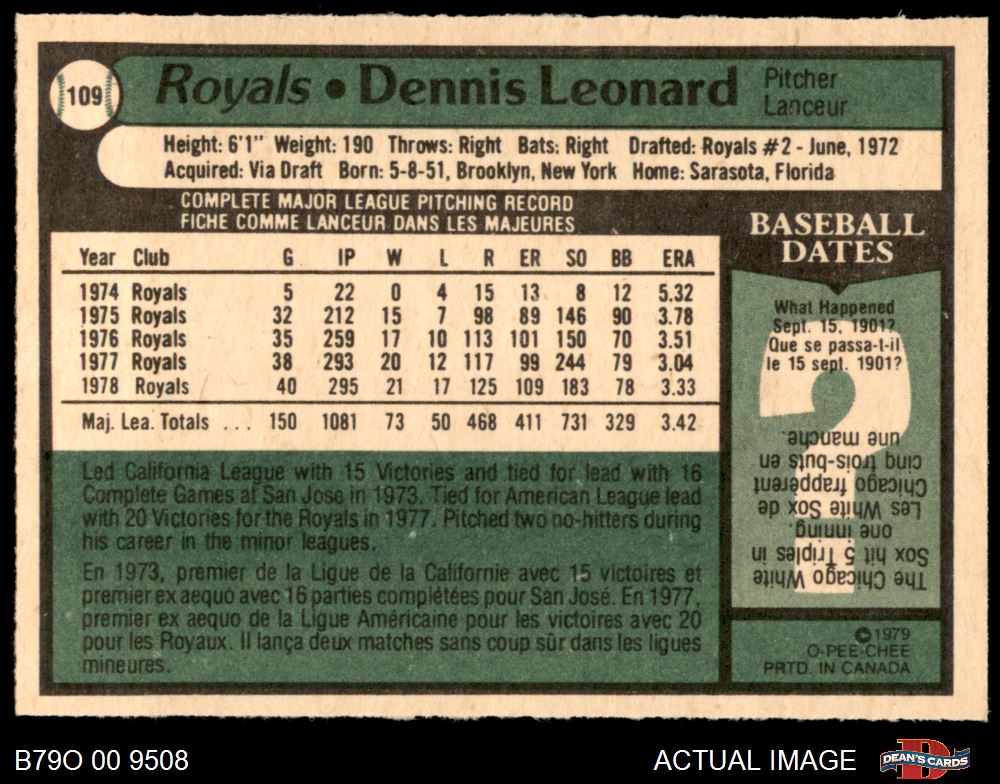 109
Royals • Dennis Leonard
Pitcher
Lanceur
Height: 6'1" Weight: 190 Throws: Right Bats: Right Drafted: Royals #2 - June, 1972
Acquired: Via Draft Born: 5-8-51, Brooklyn, New York Home: Sarasota, Florida
COMPLETE MAJOR LEAGUE PITCHING RECORD
FICHE COMME LANCEUR DANS LES MAJEURES
Year Club G IP W L R ER SO BB ERA
1974 Royals 5 22 0 4 15 13 8 12 5.32
1975 Royals 32 212 15 7 98 89 146 90 3.78
1976 Royals 35 259 17 10 113 101 150 70 3.51
1977 Royals 38 293 20 12 117 99 244 79 3.04
1978 Royals 40 295 21 17 125 109 183 78 3.33
Maj. Lea. Totals ... 150 1081 73 50 468 411 731 329 3.42
Led California League with 15 Victories and tied for lead with 16
Complete Games at San Jose in 1973. Tied for American League lead
with 20 Victories for the Royals in 1977. Pitched two no-hitters during
his career in the minor leagues.
En 1973, premier de la Ligue de la Californie avec 15 victoires et
premier ex aequo avec 16 parties complétées pour San José. En 1977,
premier ex aequo de la Ligue Américaine pour les victoires avec 20
pour les Royaux. Il lança deux matches sans coup sûr dans les ligues
mineures.
BASEBALL
DATES
What Happened
Sept. 15, 1901?
Que se passa-t-il
le 15 sept. 1901?
The Chicago White
Sox hit 5 Triples in
one inning.
Les White Sox de
Chicago frappèrent
cinq trois-buts en
une manche.
©1979
O-PEE-CHEE
PRTD. IN CANADA
B79O 00 9508
ACTUAL IMAGE
DEAN'S CARDS